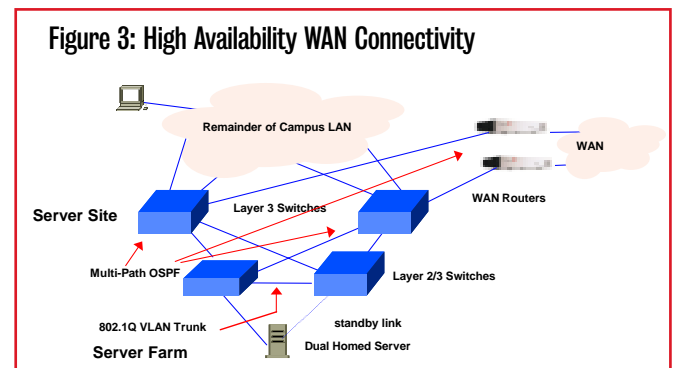 Figure 3: High Availability WAN Connectivity
Remainder of Campus LAN
WAN
WAN Routers
Server Site
Layer 3 Switches
Multi-Path OSPF
Layer 2/3 Switches
802.1Q VLAN Trunk
standby link
Server Farm
Dual Homed Server